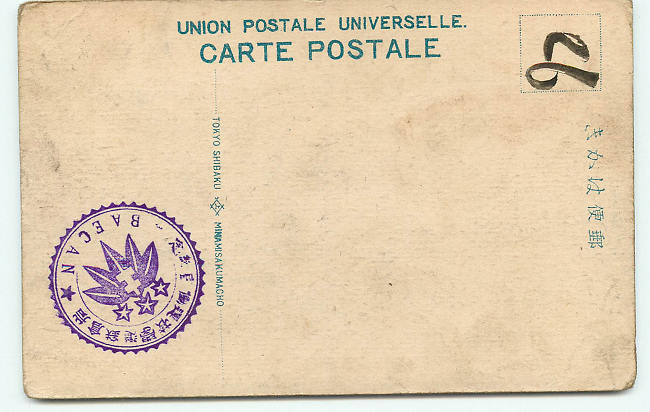 UNION POSTALE UNIVERSELLE.
CARTE POSTALE
郵便はかき
TOKYO SHIBAKU
MINAMISAKUMACHO
BAECAN